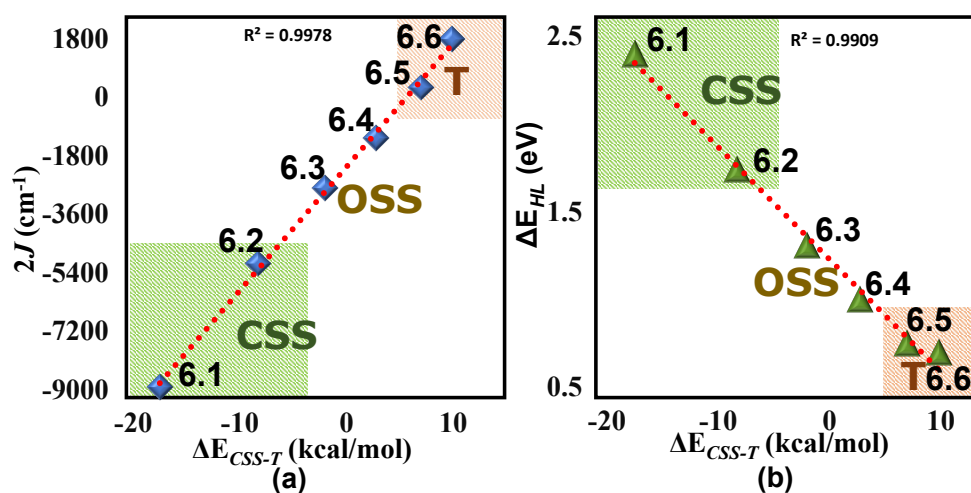 R² = 0.9978
1800
0
-1800
-3600
-5400
-7200
-9000
2J (cm⁻¹)
6.6
T
6.5
6.4
6.3
OSS
6.2
CSS
6.1
-20
-10
0
10
ΔE_CSS-T (kcal/mol)
(a)
R² = 0.9909
2.5
1.5
0.5
ΔE_HL (eV)
6.1
CSS
6.2
6.3
OSS
6.4
6.5
T
6.6
-20
-10
0
10
ΔE_CSS-T (kcal/mol)
(b)